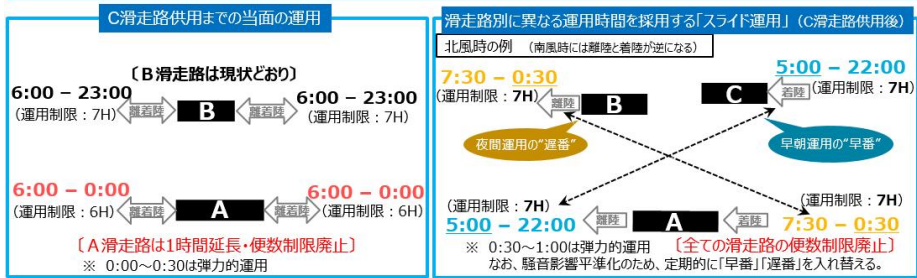 C滑走路供用までの当面の運用
〔B滑走路は現状どおり〕
6:00 – 23:00
(運用制限：7H)
離着陸
B
離着陸
6:00 – 23:00
(運用制限：7H)
6:00 – 0:00
(運用制限：6H)
離着陸
A
離着陸
6:00 – 0:00
(運用制限：6H)
〔A滑走路は1時間延長・便数制限廃止〕
※ 0:00～0:30は弾力的運用
滑走路別に異なる運用時間を採用する「スライド運用」（C滑走路供用後）
北風時の例 （南風時には離陸と着陸が逆になる）
7:30 – 0:30
(運用制限：7H)
離陸
B
C
着陸
5:00 – 22:00
(運用制限：7H)
夜間運用の“遅番”
早朝運用の“早番”
(運用制限：7H)
5:00 – 22:00
離陸
A
着陸
(運用制限：7H)
7:30 – 0:30
※ 0:30～1:00は弾力的運用
〔全ての滑走路の便数制限廃止〕
なお、騒音影響平準化のため、定期的に「早番」「遅番」を入れ替える。